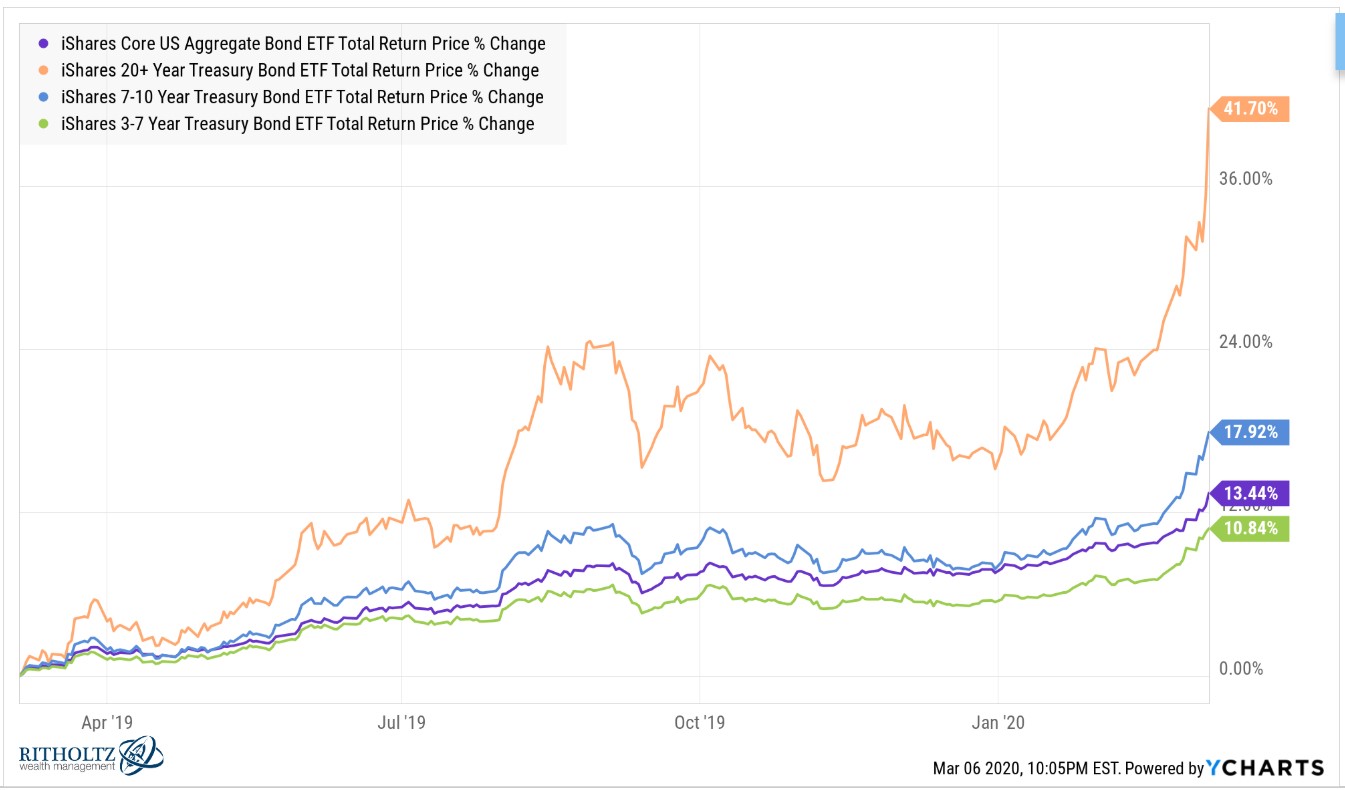 iShares Core US Aggregate Bond ETF Total Return Price % Change
iShares 20+ Year Treasury Bond ETF Total Return Price % Change
iShares 7-10 Year Treasury Bond ETF Total Return Price % Change
iShares 3-7 Year Treasury Bond ETF Total Return Price % Change
41.70%
36.00%
24.00%
17.92%
13.44%
12.00%
10.84%
0.00%
Apr '19
Jul '19
Oct '19
Jan '20
RITHOLTZ
wealth management
Mar 06 2020, 10:05PM EST. Powered by YCHARTS